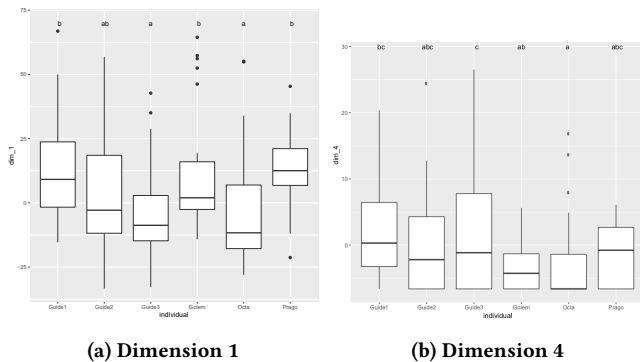 75
b
ab
a
b
a
b
50
25
0
−25
dim_1
Guide1
Guide2
Guide3
Golem
Octa
Prago
individual
(a) Dimension 1
30
bc
abc
c
ab
a
abc
20
10
0
dim_4
Guide1
Guide2
Guide3
Golem
Octa
Prago
individual
(b) Dimension 4